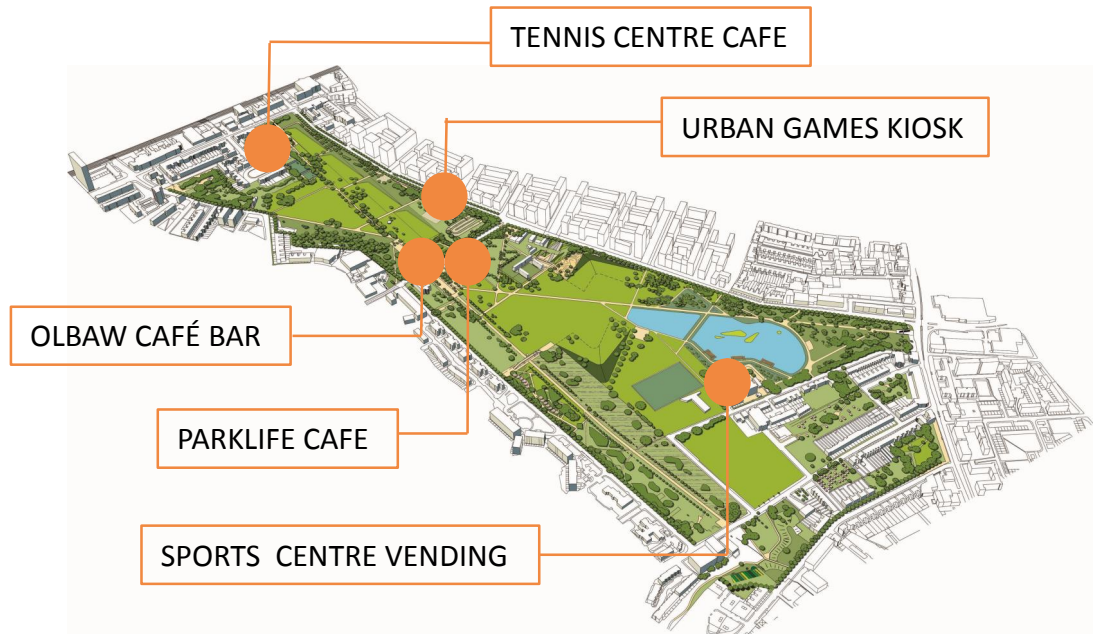 TENNIS CENTRE CAFE
URBAN GAMES KIOSK
OLBAW CAFÉ BAR
PARKLIFE CAFE
SPORTS CENTRE VENDING